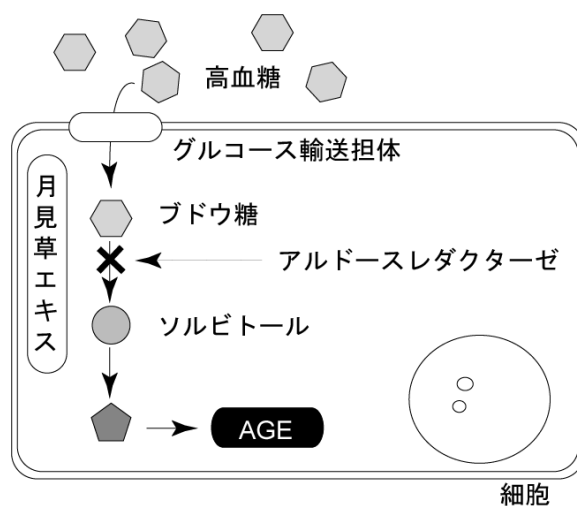 高血糖
グルコース輸送担体
月見草エキス
ブドウ糖
アルドースレダクターゼ
ソルビトール
AGE
細胞